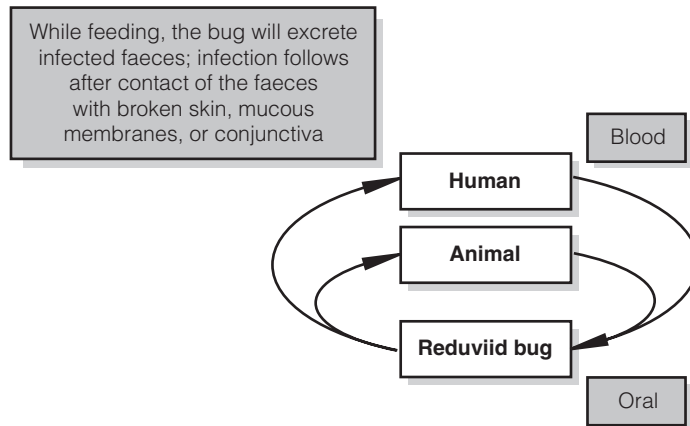 While feeding, the bug will excrete
infected faeces; infection follows
after contact of the faeces
with broken skin, mucous
membranes, or conjunctiva
Blood
Human
Animal
Reduviid bug
Oral